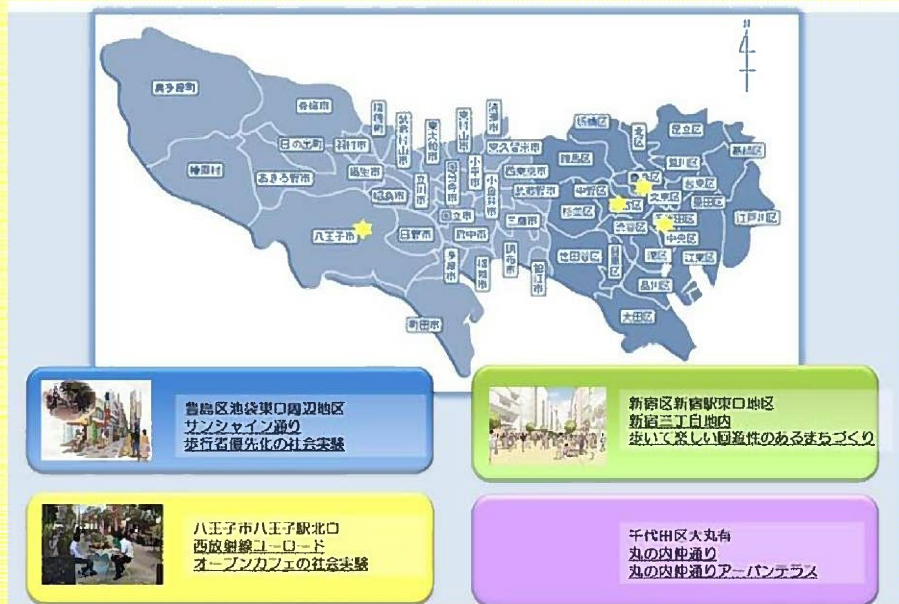 N
奥多摩町
青梅市
瑞穂町
武蔵村山市
東大和市
東村山市
清瀬市
東久留米市
檜原村
日の出町
羽村市
あきる野市
福生市
昭島市
立川市
国分寺市
小平市
小金井市
西東京市
武蔵野市
国立市
三鷹市
八王子市
日野市
府中市
多摩市
稲城市
調布市
狛江市
町田市
板橋区
北区
足立区
練馬区
荒川区
葛飾区
中野区
文京区
台東区
杉並区
墨田区
渋谷区
江戸川区
中央区
世田谷区
目黒区
港区
江東区
品川区
大田区
豊島区池袋東口周辺地区
サンシャイン通り
歩行者優先化の社会実験
新宿区新宿駅東口地区
新宿三丁目地内
歩いて楽しい回遊性のあるまちづくり
八王子市八王子駅北口
西放射線ユーロード
オープンカフェの社会実験
千代田区大丸有
丸の内仲通り
丸の内仲通りアーバンテラス